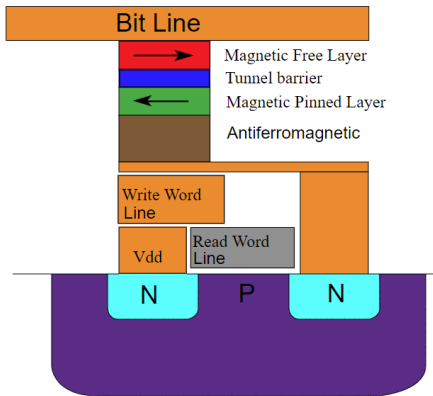 Bit Line
Magnetic Free Layer
Tunnel barrier
Magnetic Pinned Layer
Antiferromagnetic
Write Word
Line
Vdd
Read Word
Line
N
P
N